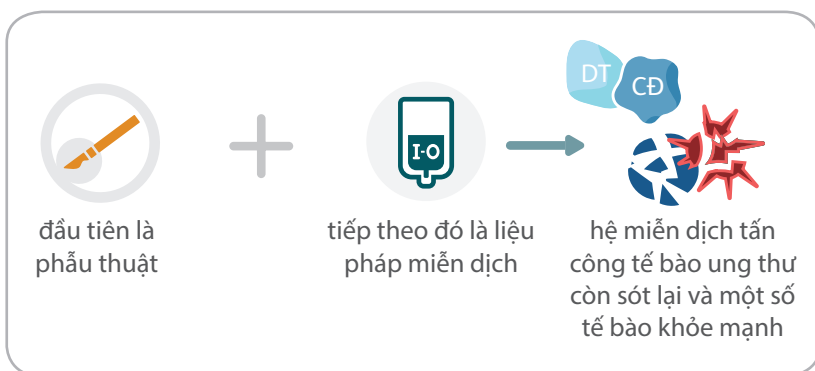 DT
CĐ
I-O
đầu tiên là
phẫu thuật
tiếp theo đó là liệu
pháp miễn dịch
hệ miễn dịch tấn
công tế bào ung thư
còn sót lại và một số
tế bào khỏe mạnh